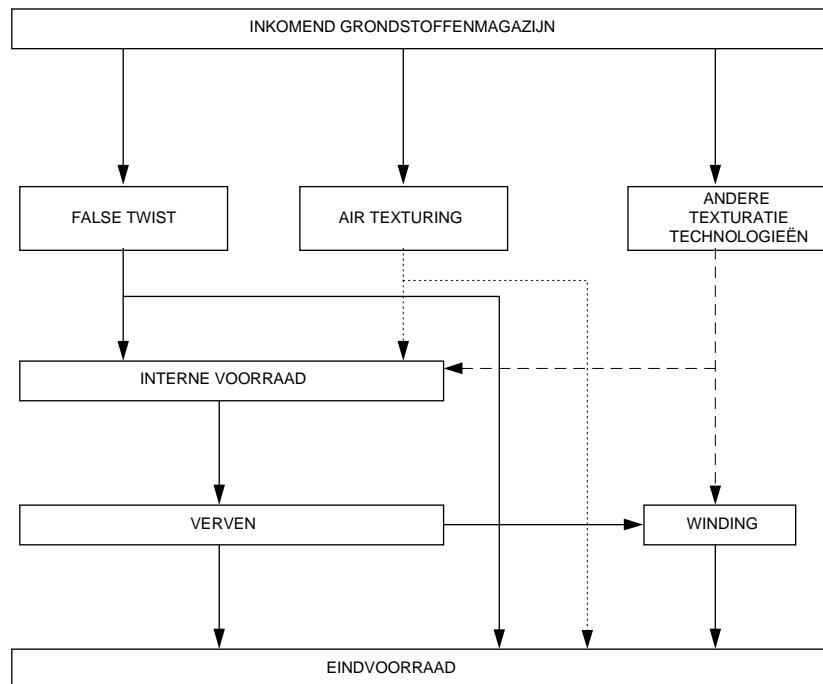 INKOMEND GRONDSTOFFENMAGAZIJN
FALSE TWIST
AIR TEXTURING
ANDERE
TEXTURATIE
TECHNOLOGIEËN
INTERNE VOORRAAD
VERVEN
WINDING
EINDVOORRAAD